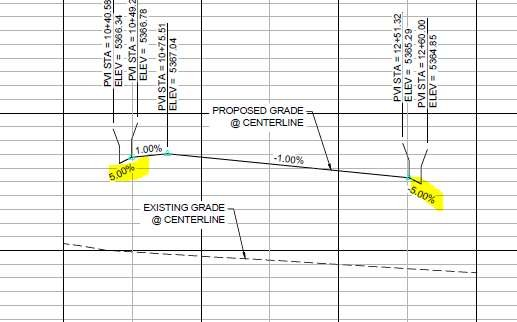 PVI STA = 10+40.58
ELEV = 5366.34
PVI STA = 10+49.2
ELEV = 5366.78
PVI STA = 10+75.51
ELEV = 5367.04
PVI STA = 12+51.32
ELEV = 5365.29
PVI STA = 12+60.00
ELEV = 5364.85
PROPOSED GRADE
@ CENTERLINE
1.00%
-1.00%
5.00%
-5.00%
EXISTING GRADE
@ CENTERLINE